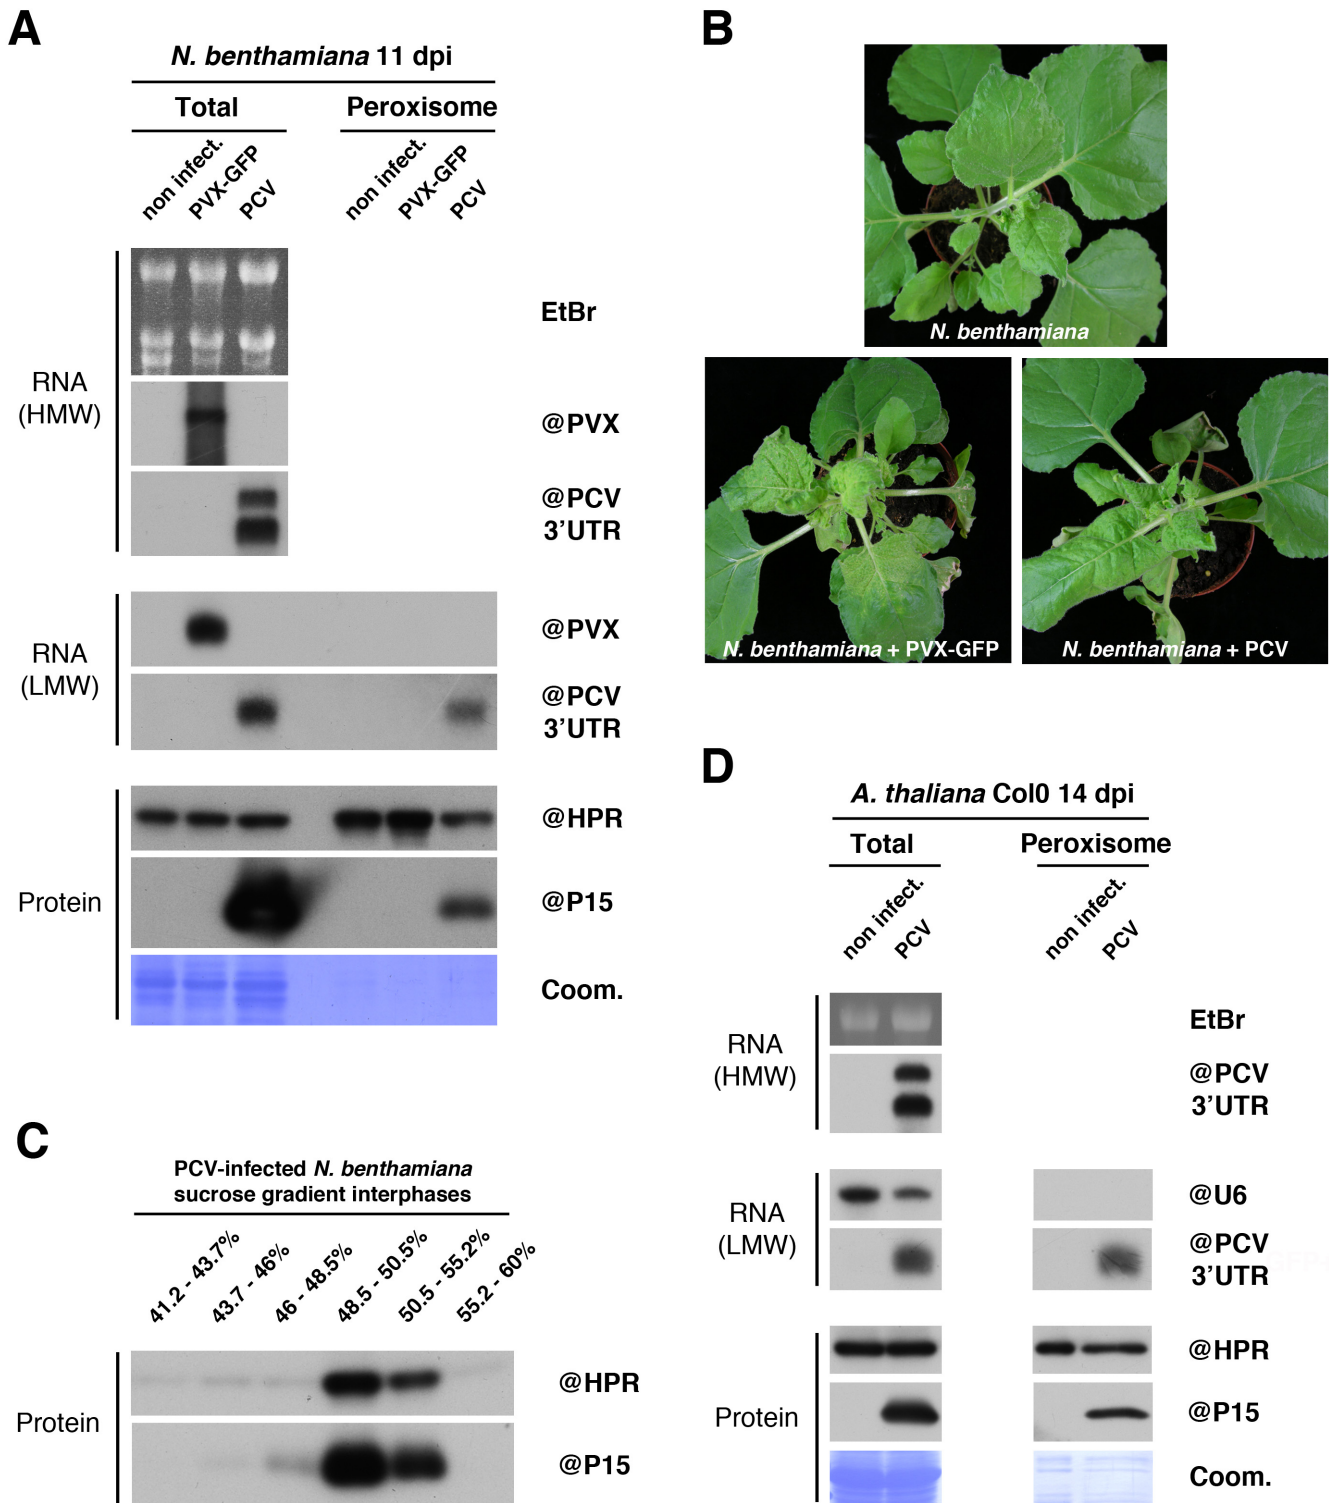 A
N. benthamiana 11 dpi
Total
Peroxisome
non infect.
PVX-GFP
PCV
non infect.
PVX-GFP
PCV
RNA
(HMW)
EtBr
@PVX
@PCV
3’UTR
RNA
(LMW)
@PVX
@PCV
3’UTR
Protein
@HPR
@P15
Coom.
B
N. benthamiana
N. benthamiana + PVX-GFP
N. benthamiana + PCV
C
PCV-infected N. benthamiana
sucrose gradient interphases
41.2 - 43.7%
43.7 - 46%
46 - 48.5%
48.5 - 50.5%
50.5 - 55.2%
55.2 - 60%
Protein
@HPR
@P15
D
A. thaliana Col0 14 dpi
Total
Peroxisome
non infect.
PCV
non infect.
PCV
RNA
(HMW)
EtBr
@PCV
3’UTR
RNA
(LMW)
@U6
@PCV
3’UTR
Protein
@HPR
@P15
Coom.